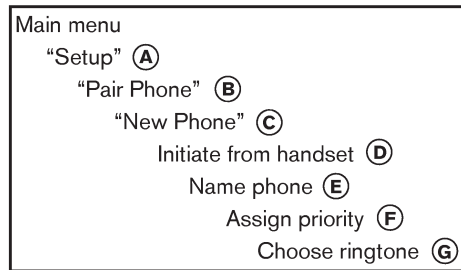 Main menu
“Setup” A
“Pair Phone” B
“New Phone” C
Initiate from handset D
Name phone E
Assign priority F
Choose ringtone G